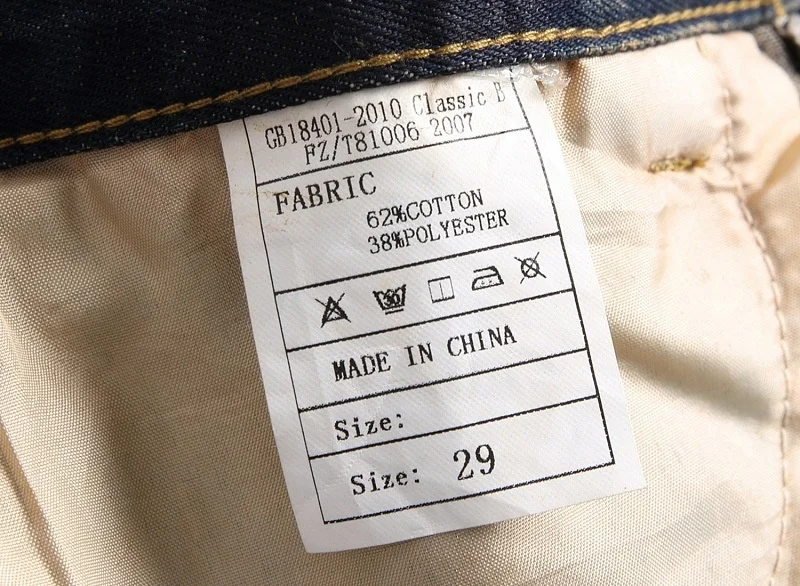 GB18401-2010 Classic B
FZ/T81006 2007
FABRIC
62%COTTON
38%POLYESTER
MADE IN CHINA
Size:
Size: 29